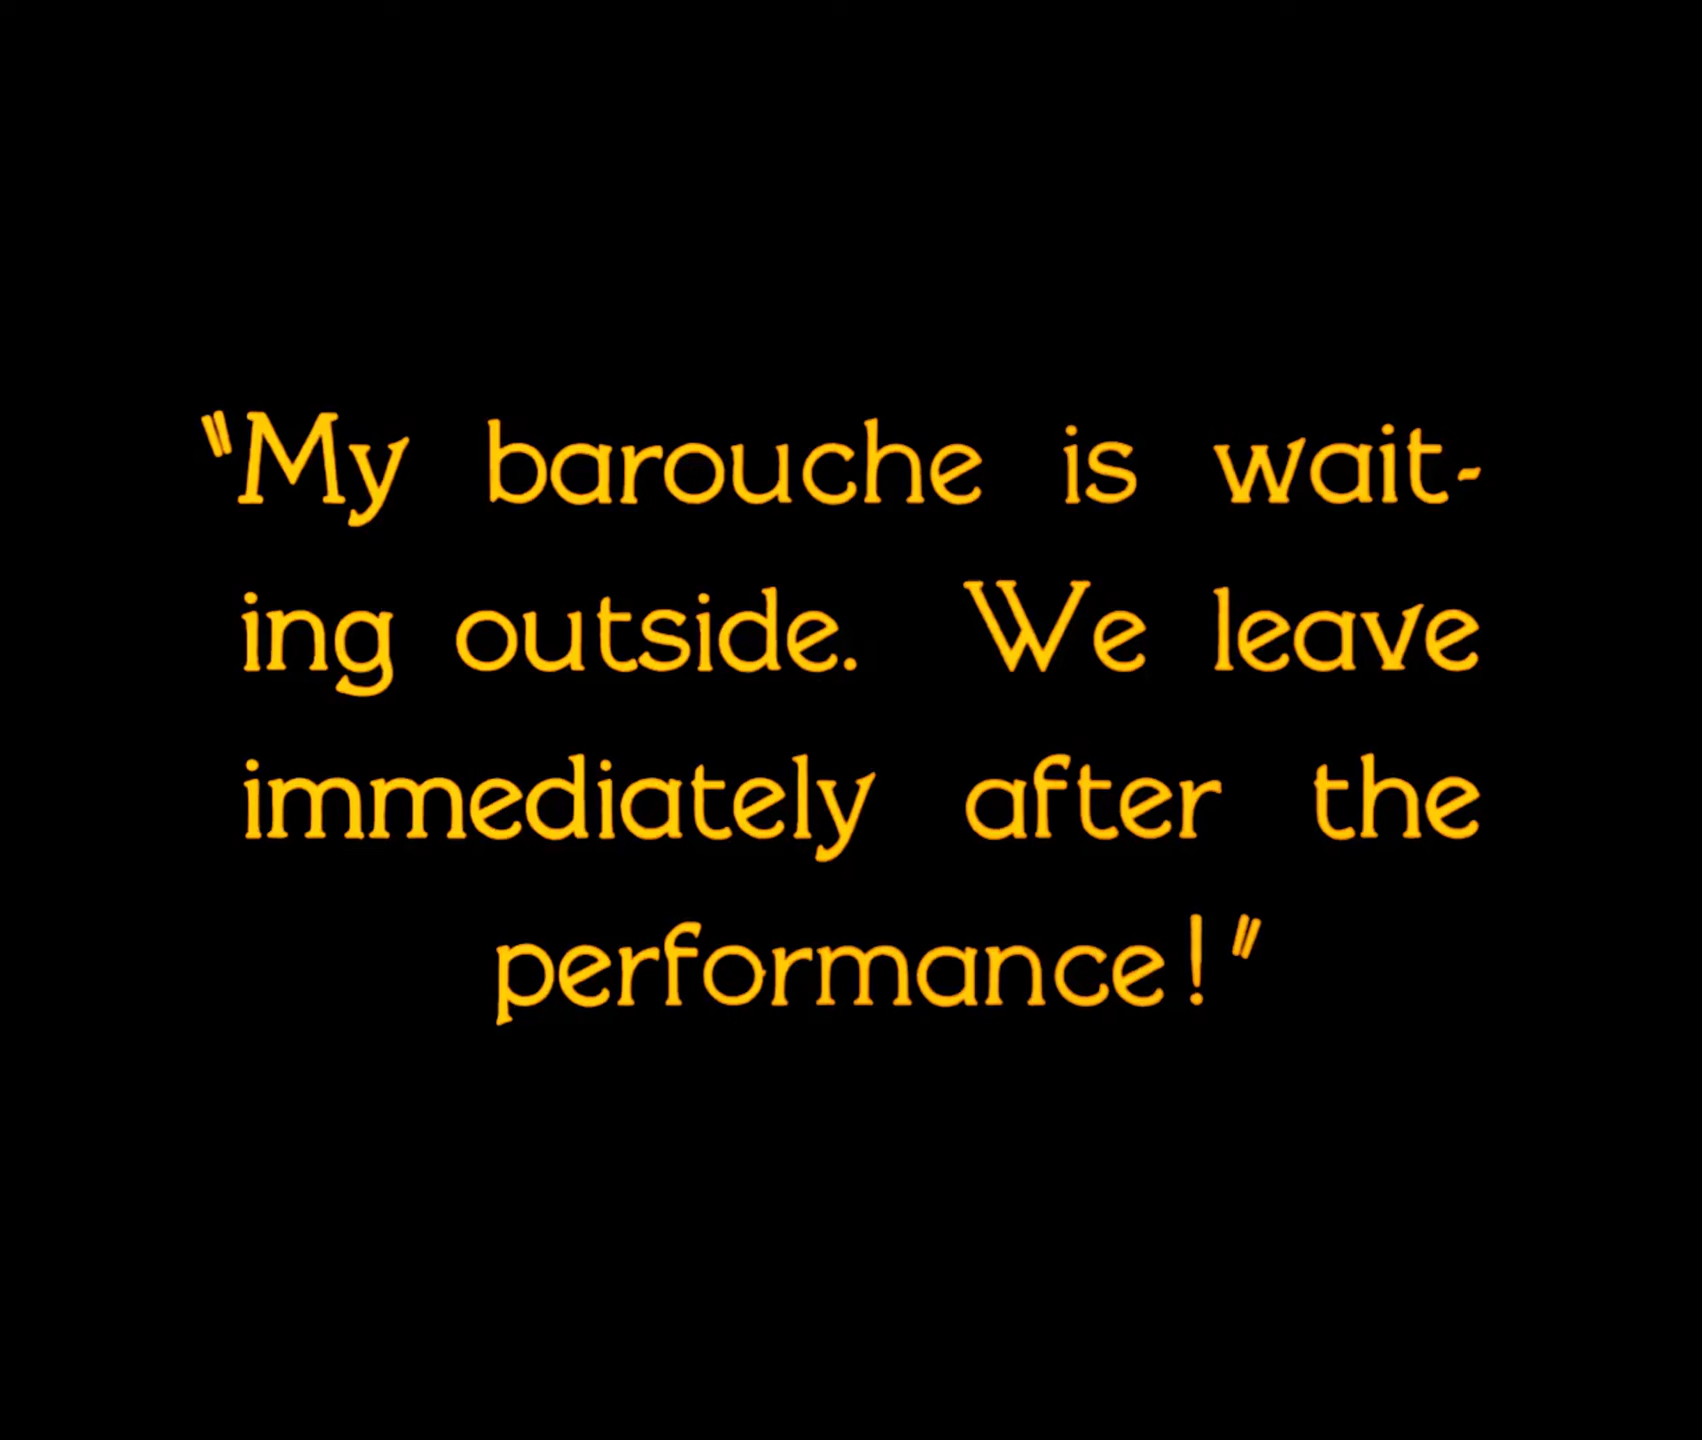 "My barouche is wait-
ing outside. We leave
immediately after the
performance!"